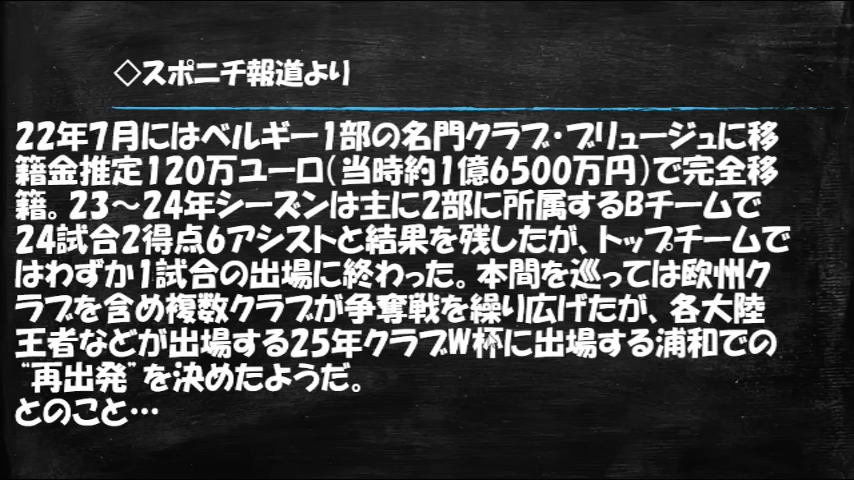 ◇スポニチ報道より
22年7月にはベルギー1部の名門クラブ・ブリュージュに移
籍金推定120万ユーロ(当時約1億6500万円)で完全移
籍。23～24年シーズンは主に2部に所属するBチームで
24試合2得点6アシストと結果を残したが、トップチームで
はわずか1試合の出場に終わった。本間を巡っては欧州ク
ラブを含め複数クラブが争奪戦を繰り広げたが、各大陸
王者などが出場する25年クラブW杯に出場する浦和での
“再出発”を決めたようだ。
とのこと…